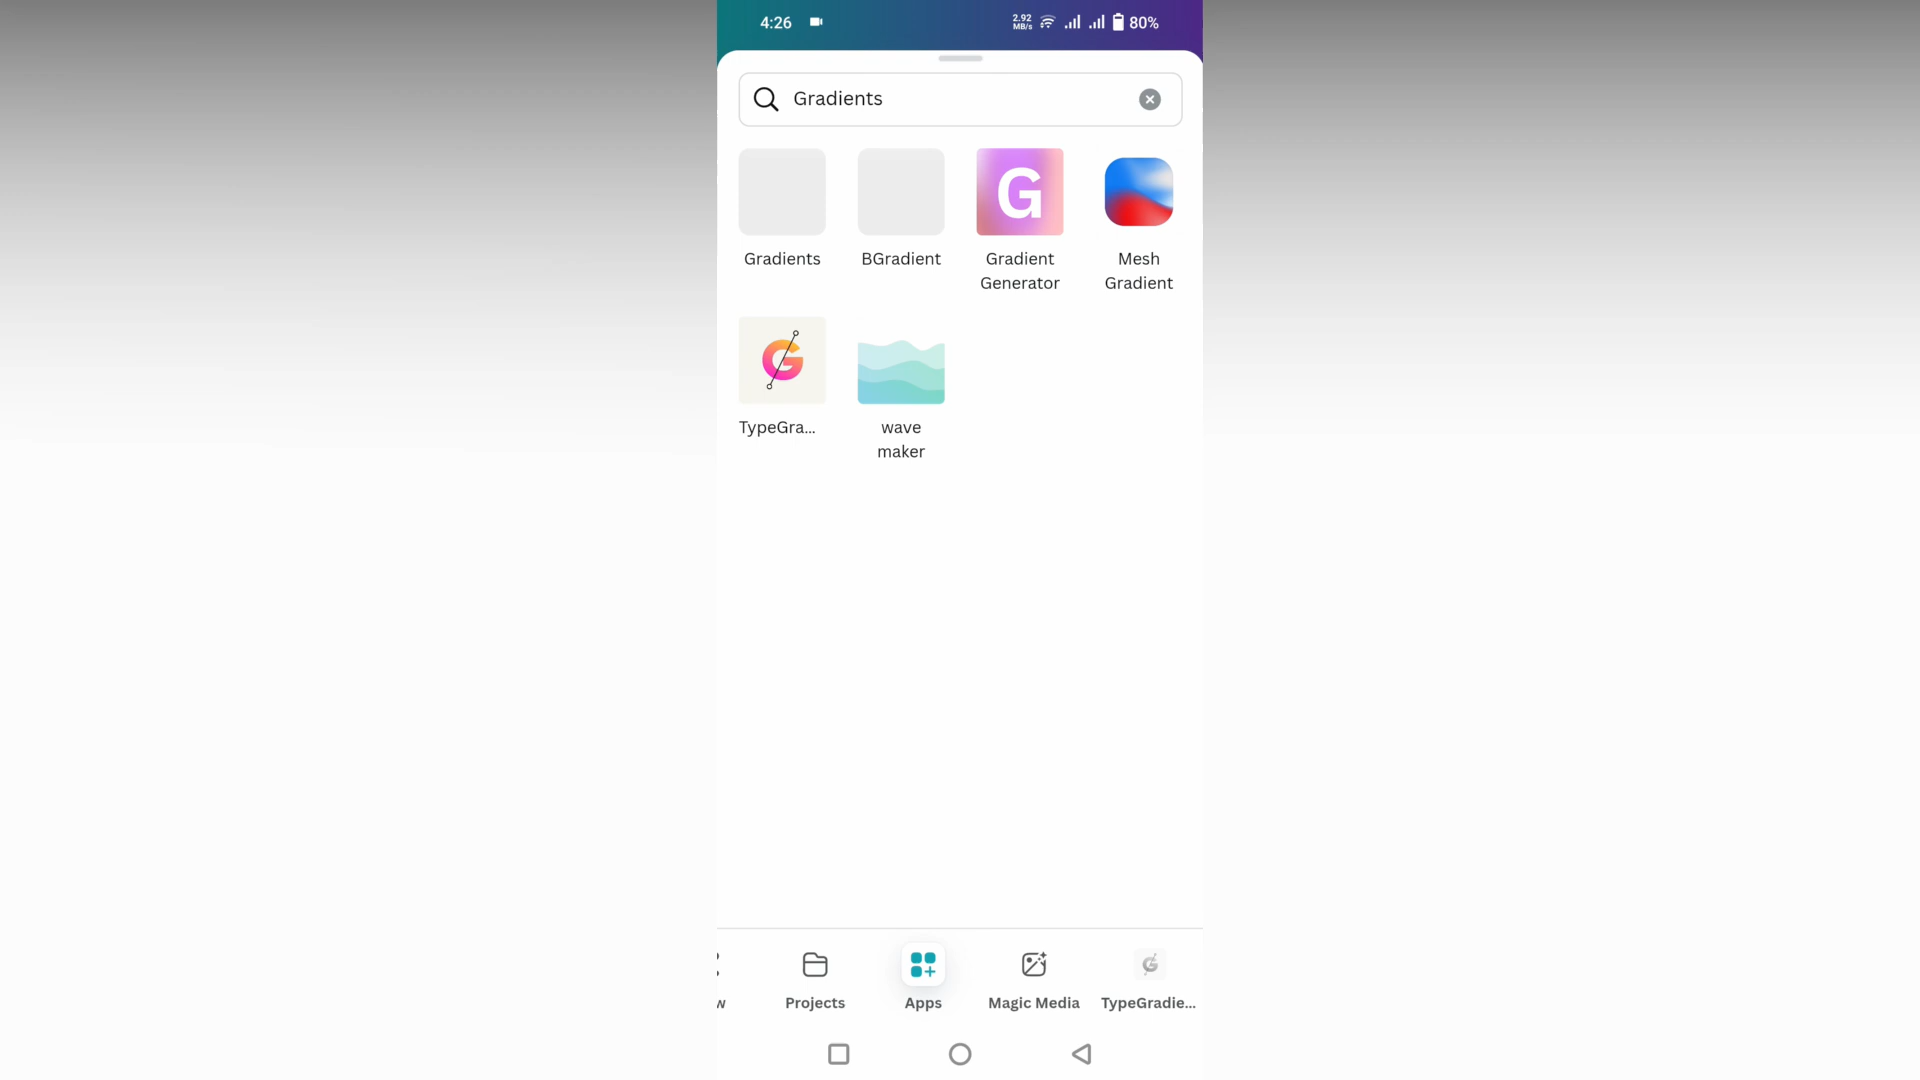 4:26
2.92
MB/s
80%
Gradients
Gradients
BGradient
G
Gradient
Generator
Mesh
Gradient
G
TypeGra...
wave
maker
w
Projects
Apps
Magic Media
G
TypeGradie...